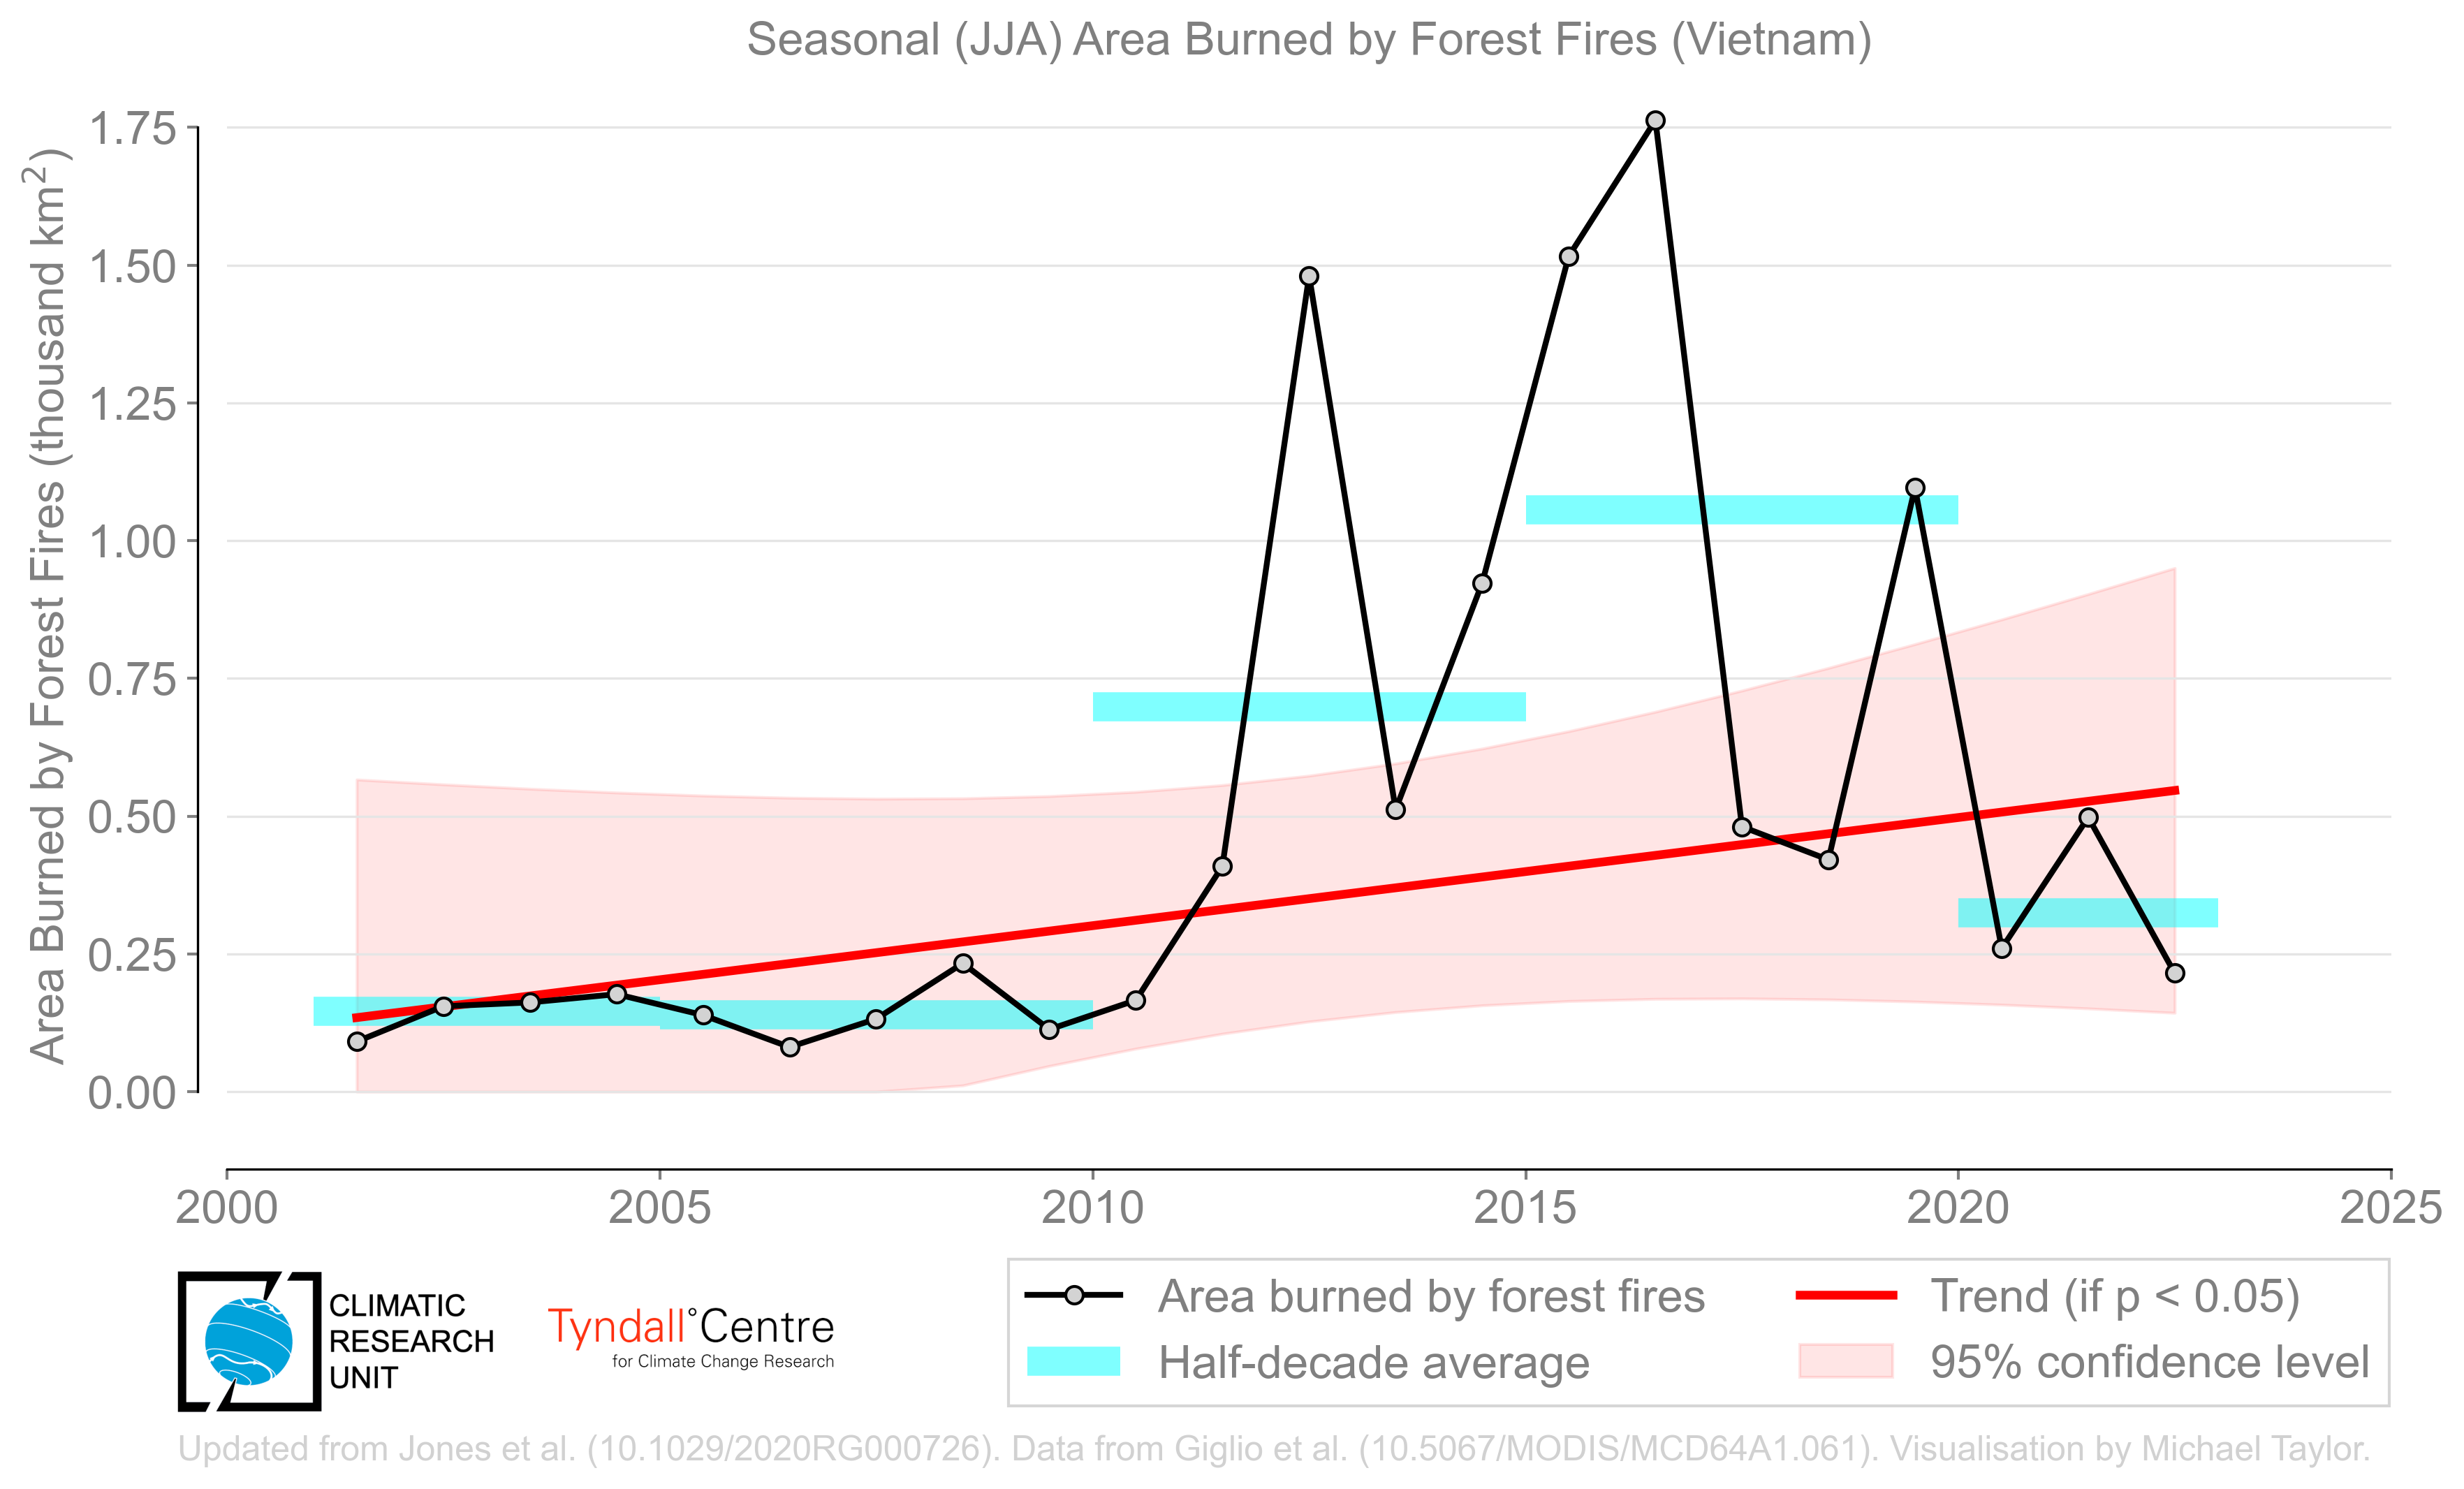 Seasonal (JJA) Area Burned by Forest Fires (Vietnam)
Area Burned by Forest Fires (thousand km²)
1.75
1.50
1.25
1.00
0.75
0.50
0.25
0.00
2000 2005 2010 2015 2020 2025
CLIMATIC
RESEARCH
UNIT
Tyndall°Centre
for Climate Change Research
Area burned by forest fires
Half-decade average
Trend (if p < 0.05)
95% confidence level
Updated from Jones et al. (10.1029/2020RG000726). Data from Giglio et al. (10.5067/MODIS/MCD64A1.061). Visualisation by Michael Taylor.